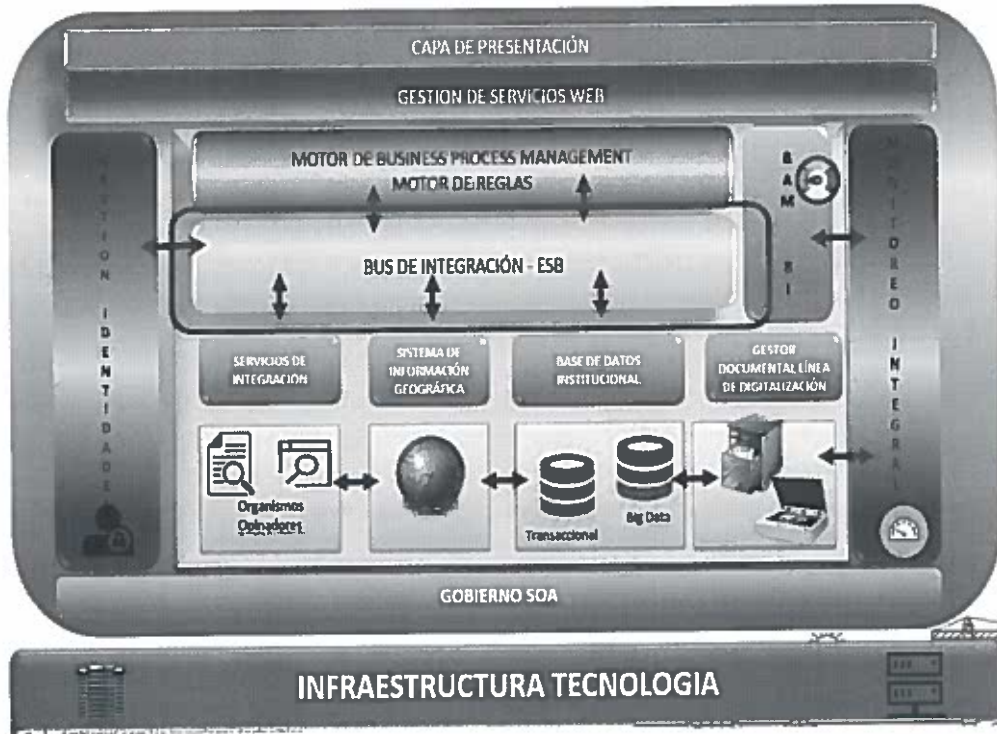 CAPA DE PRESENTACIÓN
GESTION DE SERVICIOS WEB
GESTION IDENTIDADES
MOTOR DE BUSINESS PROCESS MANAGEMENT
MOTOR DE REGLAS
BAM
BI
MONITOREO INTEGRAL
BUS DE INTEGRACIÓN - ESB
SERVICIOS DE
INTEGRACIÓN
SISTEMA DE
INFORMACIÓN
GEOGRÁFICA
BASE DE DATOS
INSTITUCIONAL
GESTOR
DOCUMENTAL LÍNEA
DE DIGITALIZACIÓN
Organismos
Opinadores
Transaccional
Big Data
GOBIERNO SOA
INFRAESTRUCTURA TECNOLOGIA